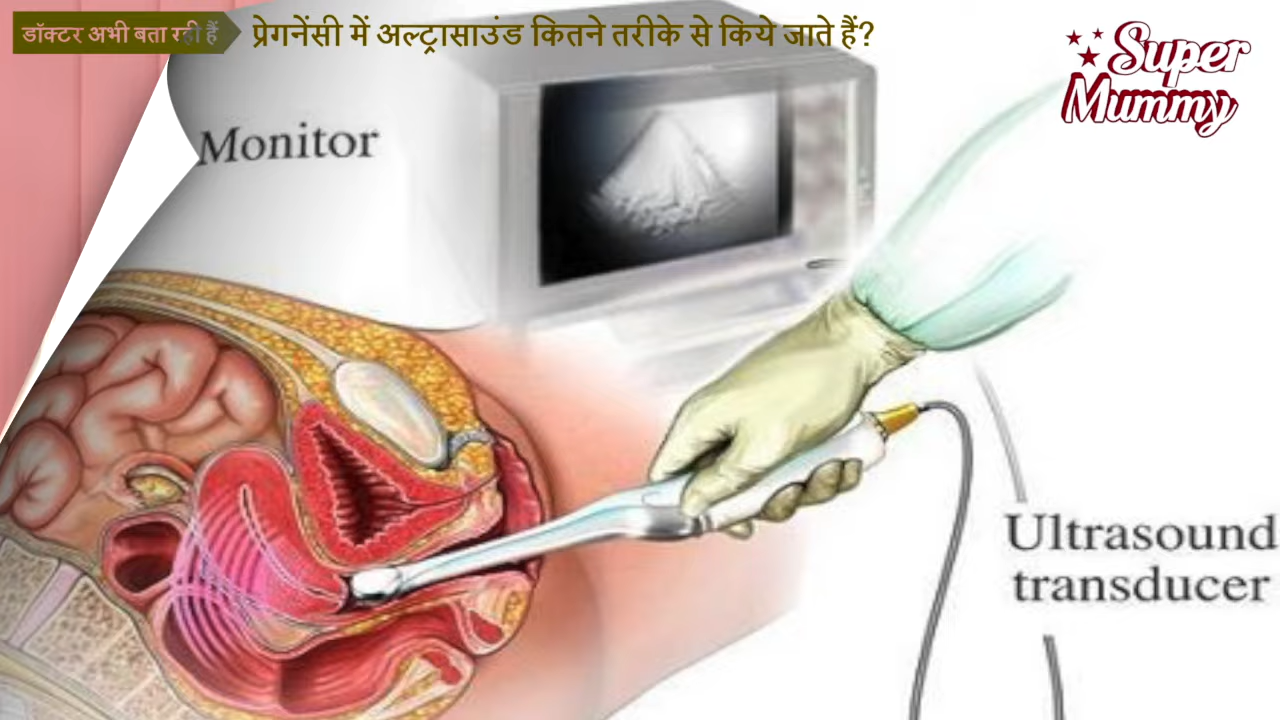 डॉक्टर अभी बता रही हैं
प्रेगनेंसी में अल्ट्रासाउंड कितने तरीके से किये जाते हैं?
Super
Mummy
Monitor
Ultrasound
transducer